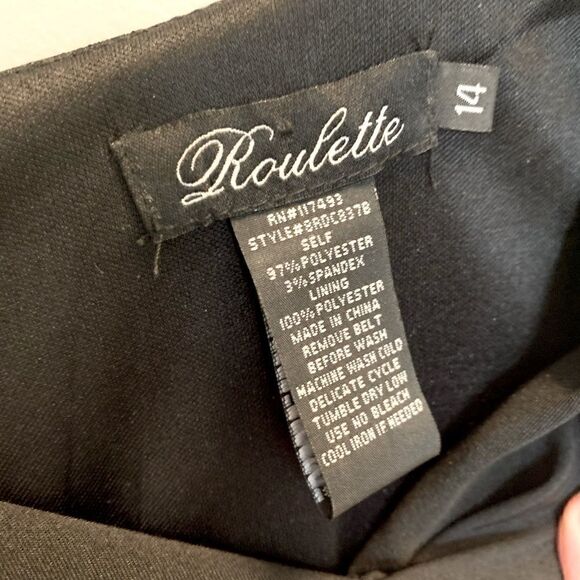 Roulette
14
RN#117493
STYLE#8RDC837B
SELF
97%POLYESTER
3%SPANDEX
LINING
100%POLYESTER
MADE IN CHINA
REMOVE BELT
BEFORE WASH
MACHINE WASH COLD
DELICATE CYCLE
TUMBLE DRY LOW
USE NO BLEACH
COOL IRON IF NEEDED